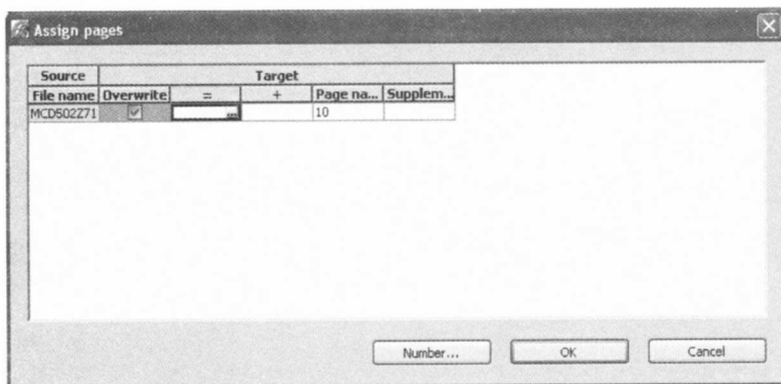 Assign pages
Source Target
File name Overwrite = + Page na... Supplem...
MCD502Z71 ... 10
Number... OK Cancel